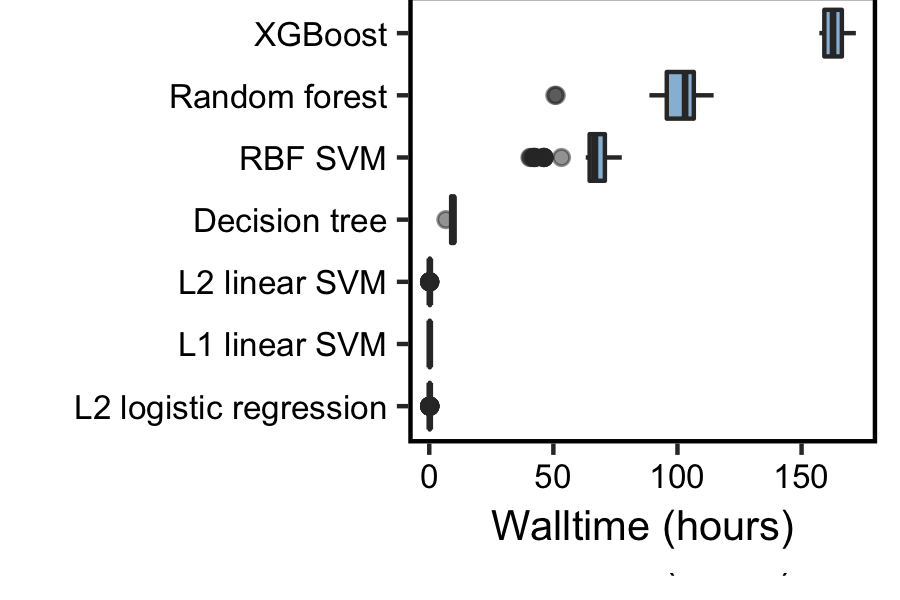 XGBoost
Random forest
RBF SVM
Decision tree
L2 linear SVM
L1 linear SVM
L2 logistic regression
0 50 100 150
Walltime (hours)